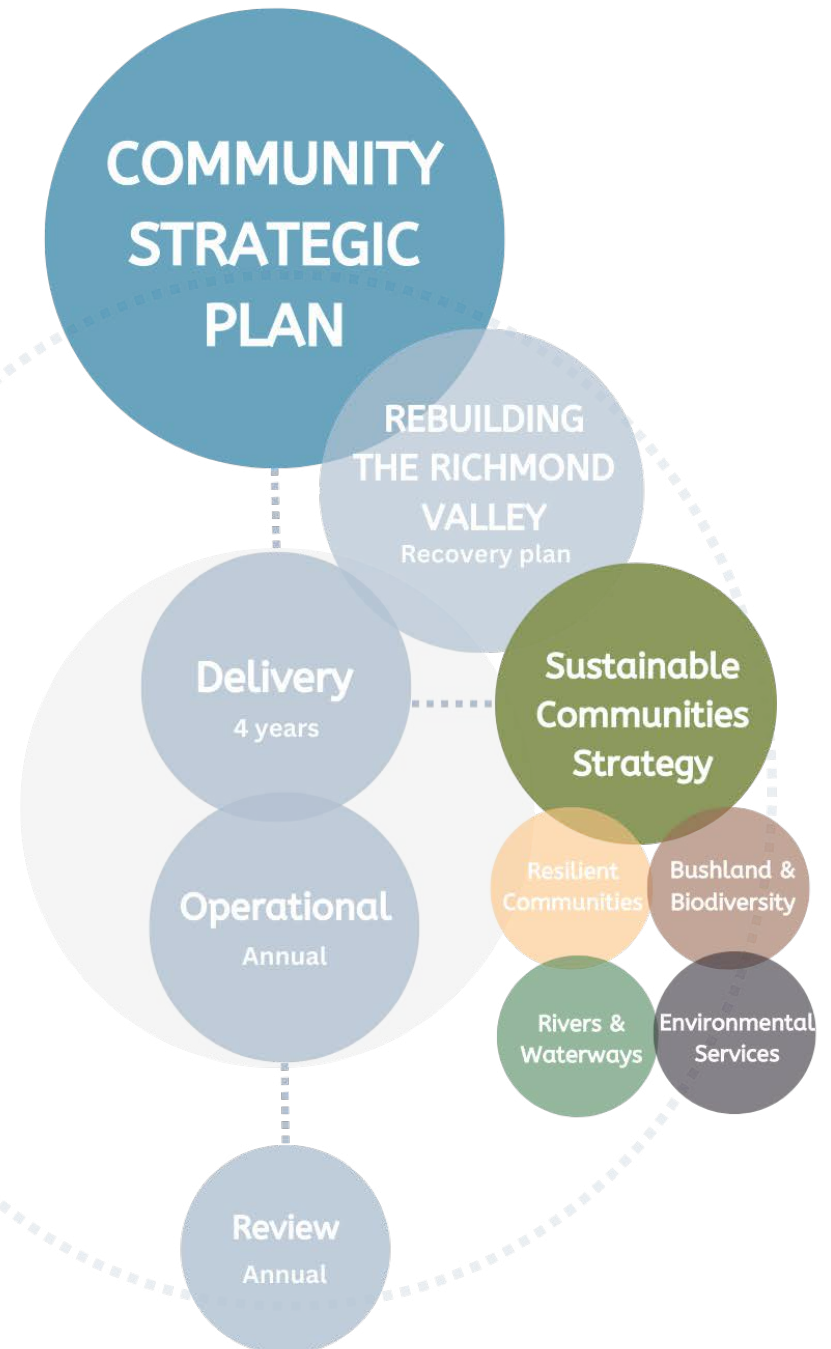 COMMUNITY
STRATEGIC
PLAN
REBUILDING
THE RICHMOND
VALLEY
Recovery plan
Delivery
4 years
Sustainable
Communities
Strategy
Resilient
Communities
Bushland &
Biodiversity
Operational
Annual
Rivers &
Waterways
Environmental
Services
Review
Annual